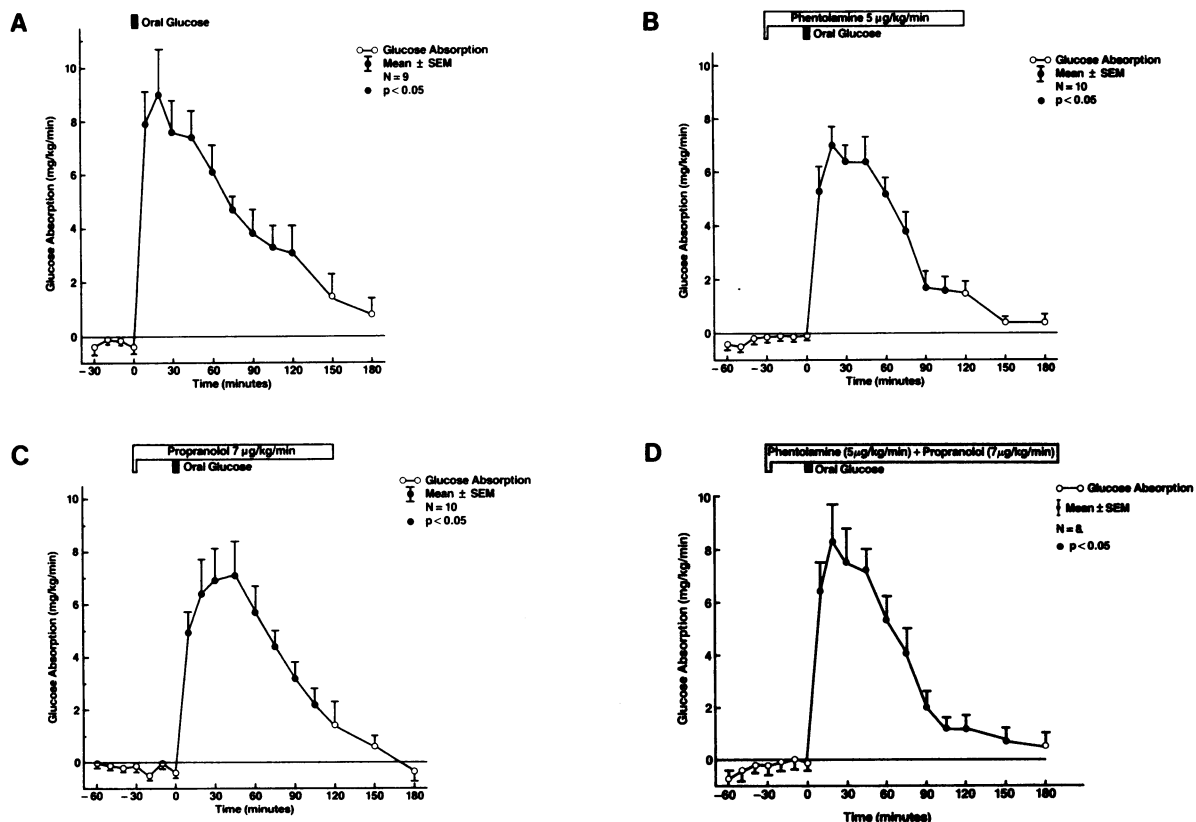 A
Oral Glucose
Glucose Absorption
Mean ± SEM
N = 9
p < 0.05
Glucose Absorption (mg/kg/min)
10
8
6
4
2
0
−30 0 30 60 90 120 150 180
Time (minutes)
B
Phentolamine 5 μg/kg/min
Oral Glucose
Glucose Absorption
Mean ± SEM
N = 10
p < 0.05
Glucose Absorption (mg/kg/min)
10
8
6
4
2
0
−60 −30 0 30 60 90 120 150 180
Time (minutes)
C
Propranolol 7 μg/kg/min
Oral Glucose
Glucose Absorption
Mean ± SEM
N = 10
p < 0.05
Glucose Absorption (mg/kg/min)
10
8
6
4
2
0
−60 −30 0 30 60 90 120 150 180
Time (minutes)
D
Phentolamine (5μg/kg/min) + Propranolol (7μg/kg/min)
Oral Glucose
Glucose Absorption
Mean ± SEM
N = 8
p < 0.05
Glucose Absorption (mg/kg/min)
10
8
6
4
2
0
−60 −30 0 30 60 90 120 150 180
Time (minutes)